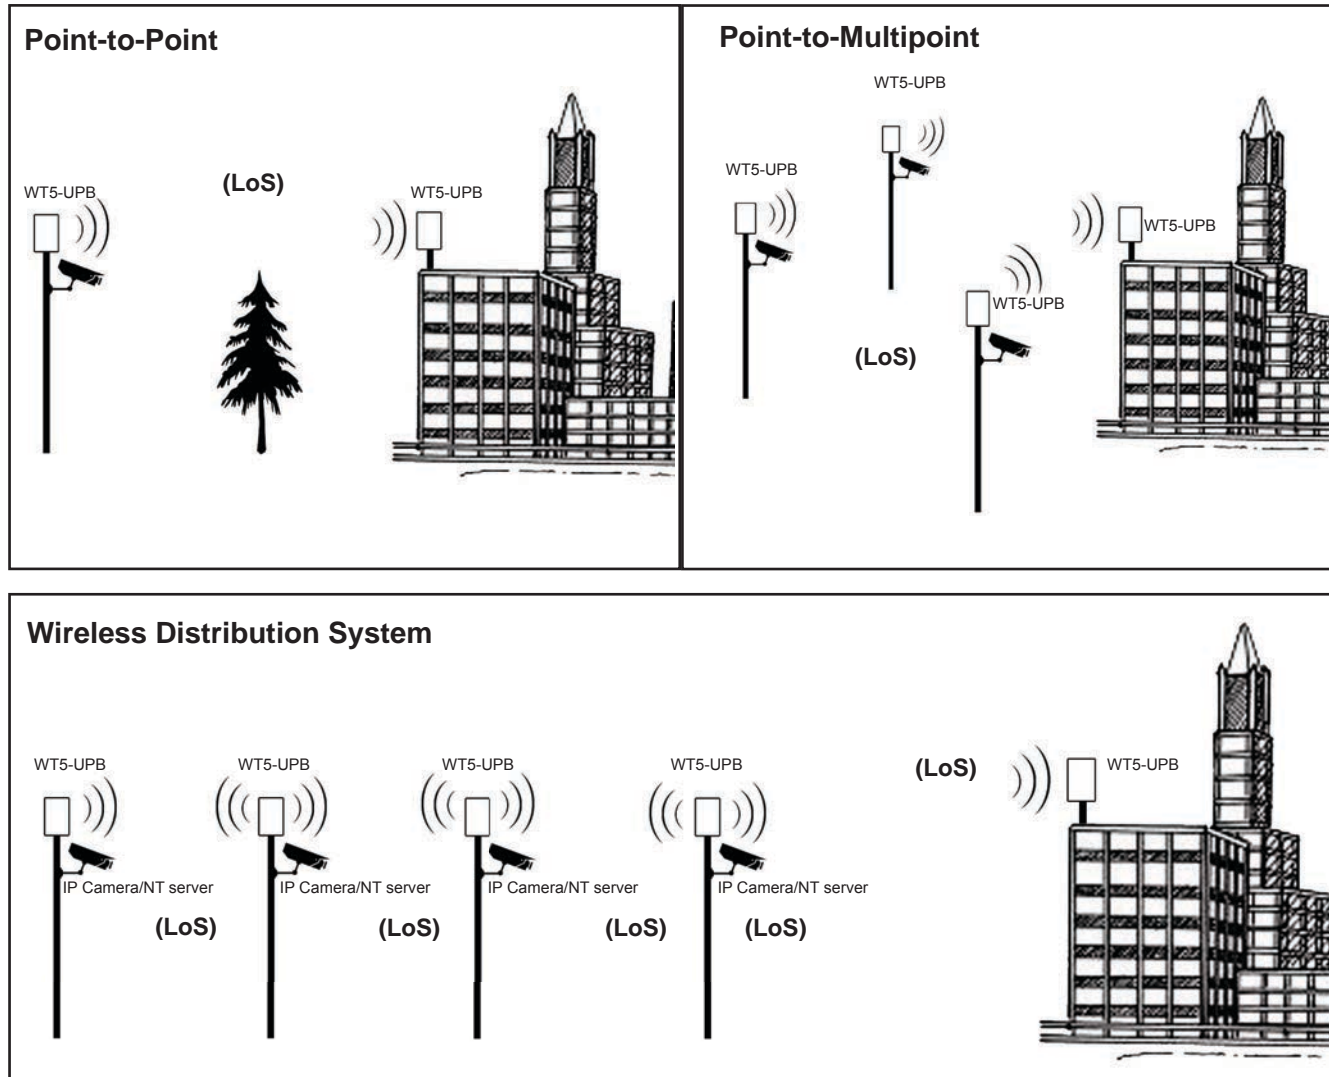 Point-to-Point
(LoS)
WT5-UPB
WT5-UPB
Point-to-Multipoint
WT5-UPB
WT5-UPB
WT5-UPB
WT5-UPB
(LoS)
Wireless Distribution System
WT5-UPB
WT5-UPB
WT5-UPB
WT5-UPB
(LoS)
WT5-UPB
IP Camera/NT server
IP Camera/NT server
IP Camera/NT server
IP Camera/NT server
(LoS)
(LoS)
(LoS)
(LoS)